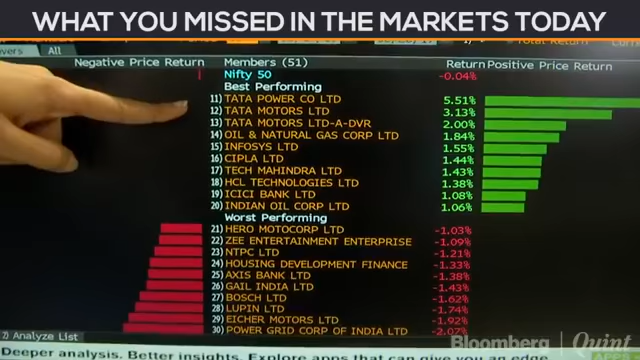 WHAT YOU MISSED IN THE MARKETS TODAY
All
Negative Price Return Members (51) Return Positive Price Return
Nifty 50 -0.04%
Best Performing
11) TATA POWER CO LTD 5.51%
12) TATA MOTORS LTD 3.13%
13) TATA MOTORS LTD-A-DVR 2.00%
14) OIL & NATURAL GAS CORP LTD 1.84%
15) INFOSYS LTD 1.55%
16) CIPLA LTD 1.44%
17) TECH MAHINDRA LTD 1.43%
18) HCL TECHNOLOGIES LTD 1.38%
19) ICICI BANK LTD 1.08%
20) INDIAN OIL CORP LTD 1.06%
Worst Performing
21) HERO MOTOCORP LTD -1.03%
22) ZEE ENTERTAINMENT ENTERPRISE -1.09%
23) NTPC LTD -1.21%
24) HOUSING DEVELOPMENT FINANCE -1.33%
25) AXIS BANK LTD -1.38%
26) GAIL INDIA LTD -1.43%
27) BOSCH LTD -1.62%
28) LUPIN LTD -1.74%
29) EICHER MOTORS LTD -1.92%
30) POWER GRID CORP OF INDIA LTD -2.07%
Analyze List
Bloomberg Quint
Deeper analysis. Better insights. Explore apps that can give you an edge.